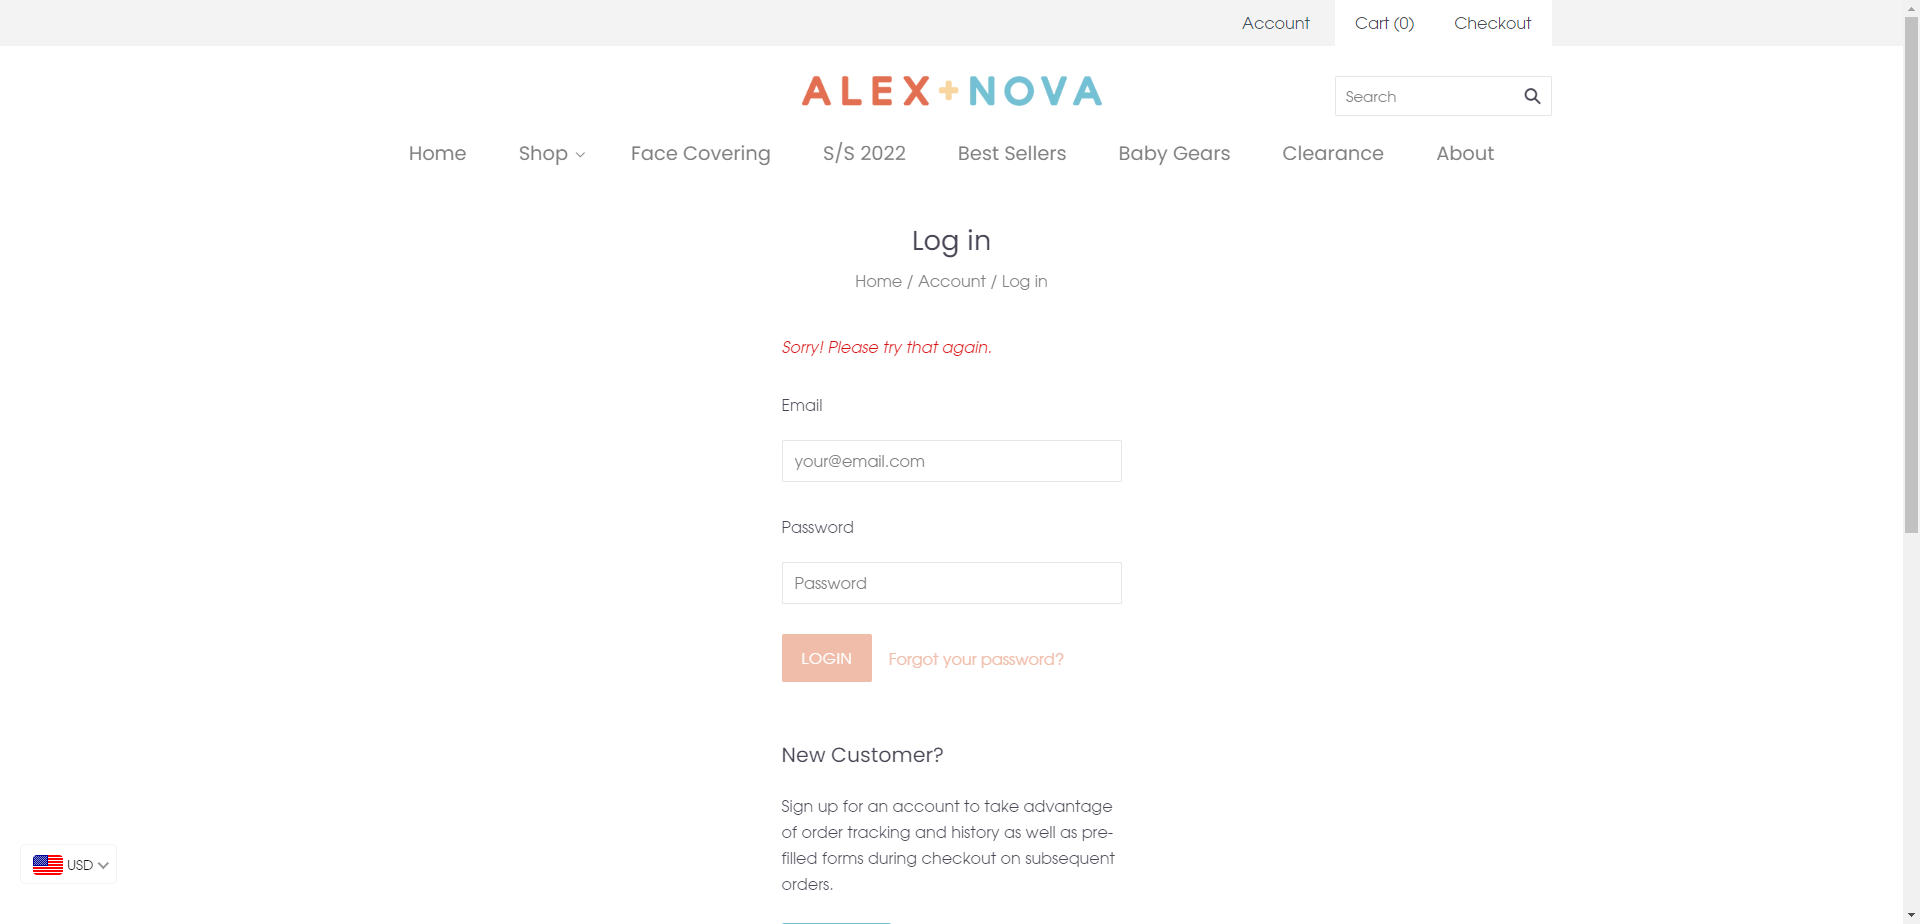 Account
Cart (0)
Checkout
ALEX+NOVA
Search
Home
Shop
Face Covering
S/S 2022
Best Sellers
Baby Gears
Clearance
About
Log in
Home / Account / Log in
Sorry! Please try that again.
Email
your@email.com
Password
Password
LOGIN
Forgot your password?
New Customer?
Sign up for an account to take advantage
of order tracking and history as well as pre-
filled forms during checkout on subsequent
orders.
USD